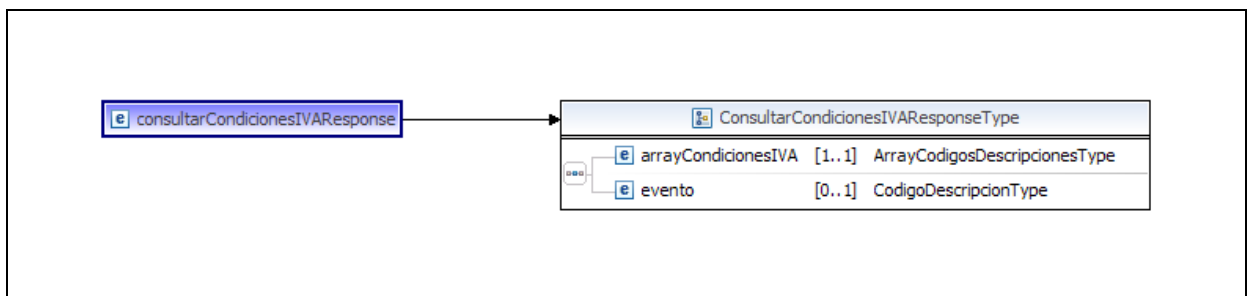 consultarCondicionesIVAResponse
ConsultarCondicionesIVAResponseType
arrayCondicionesIVA [1..1] ArrayCodigosDescripcionesType
evento [0..1] CodigoDescripcionType